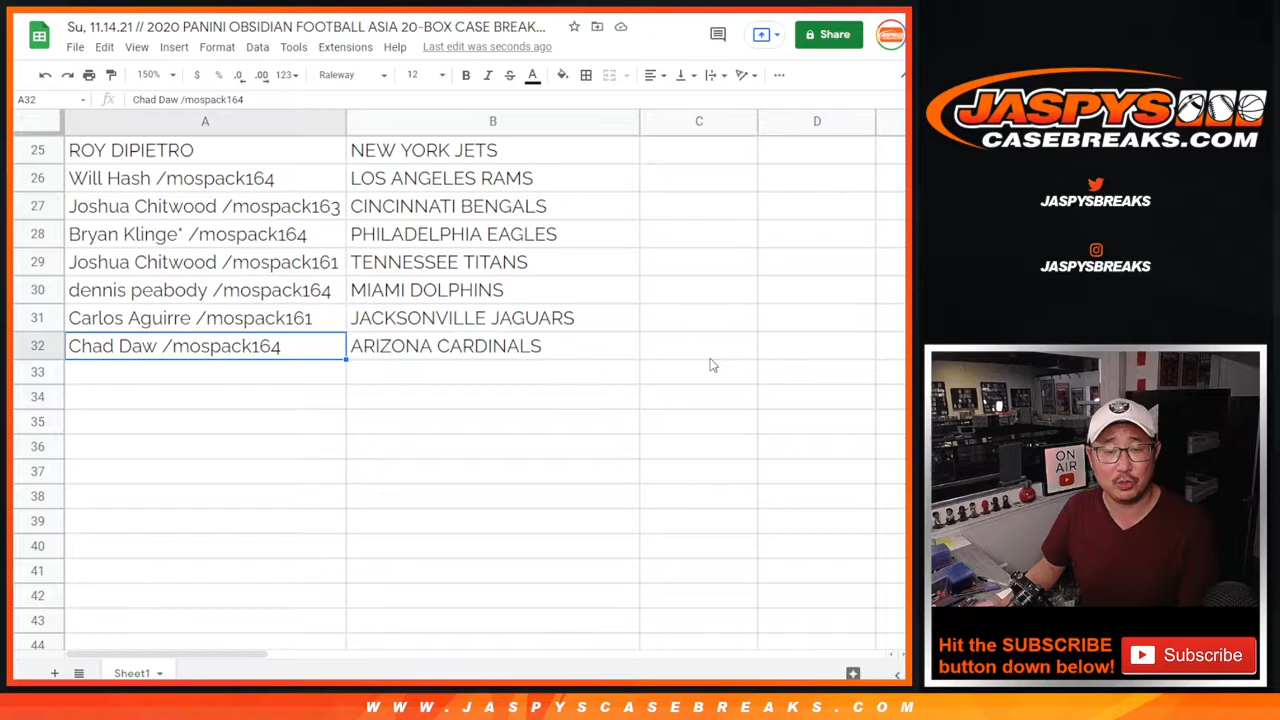 Su, 11.14.21 // 2020 PANINI OBSIDIAN FOOTBALL ASIA 20-BOX CASE BREAK...
File Edit View Insert Format Data Tools Extensions Help Last edit was seconds ago
Share
150% $ % .0 .00 123 Raleway 12 B I S A
A32 fx Chad Daw /mospack164
A B C D
25 ROY DIPIETRO NEW YORK JETS
26 Will Hash /mospack164 LOS ANGELES RAMS
27 Joshua Chitwood /mospack163 CINCINNATI BENGALS
28 Bryan Klinge* /mospack164 PHILADELPHIA EAGLES
29 Joshua Chitwood /mospack161 TENNESSEE TITANS
30 dennis peabody /mospack164 MIAMI DOLPHINS
31 Carlos Aguirre /mospack161 JACKSONVILLE JAGUARS
32 Chad Daw /mospack164 ARIZONA CARDINALS
33
34
35
36
37
38
39
40
41
42
43
44
Sheet1
JASPYS
CASEBREAKS.COM
JASPYSBREAKS
JASPYSBREAKS
ON
AIR
Hit the SUBSCRIBE
button down below!
Subscribe
WWW.JASPYSCASEBREAKS.COM